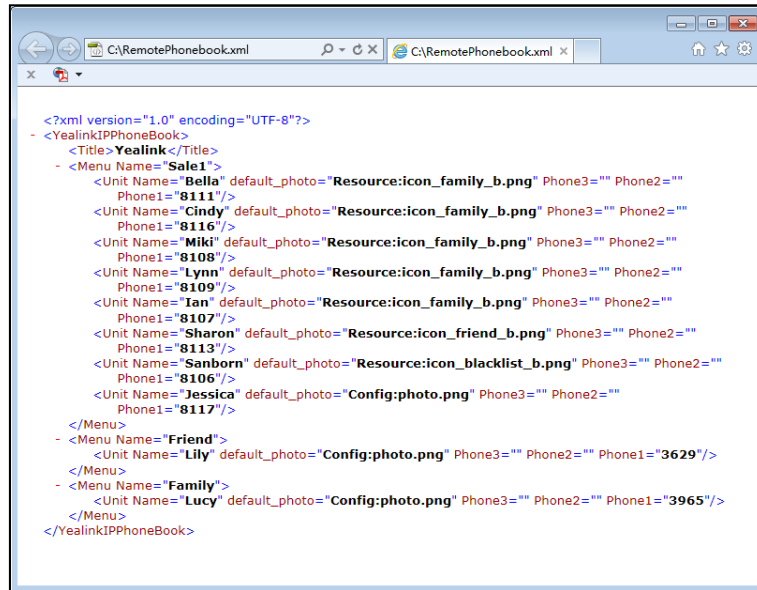 C:\RemotePhonebook.xml
C:\RemotePhonebook.xml
<?xml version="1.0" encoding="UTF-8"?>
- <YealinkIPPhoneBook>
<Title>Yealink</Title>
- <Menu Name="Sale1">
<Unit Name="Bella" default_photo="Resource:icon_family_b.png" Phone3="" Phone2=""
Phone1="8111"/>
<Unit Name="Cindy" default_photo="Resource:icon_family_b.png" Phone3="" Phone2=""
Phone1="8116"/>
<Unit Name="Miki" default_photo="Resource:icon_family_b.png" Phone3="" Phone2=""
Phone1="8108"/>
<Unit Name="Lynn" default_photo="Resource:icon_family_b.png" Phone3="" Phone2=""
Phone1="8109"/>
<Unit Name="Ian" default_photo="Resource:icon_family_b.png" Phone3="" Phone2=""
Phone1="8107"/>
<Unit Name="Sharon" default_photo="Resource:icon_friend_b.png" Phone3="" Phone2=""
Phone1="8113"/>
<Unit Name="Sanborn" default_photo="Resource:icon_blacklist_b.png" Phone3="" Phone2=""
Phone1="8106"/>
<Unit Name="Jessica" default_photo="Config:photo.png" Phone3="" Phone2=""
Phone1="8117"/>
</Menu>
- <Menu Name="Friend">
<Unit Name="Lily" default_photo="Config:photo.png" Phone3="" Phone2="" Phone1="3629"/>
</Menu>
- <Menu Name="Family">
<Unit Name="Lucy" default_photo="Config:photo.png" Phone3="" Phone2="" Phone1="3965"/>
</Menu>
</YealinkIPPhoneBook>